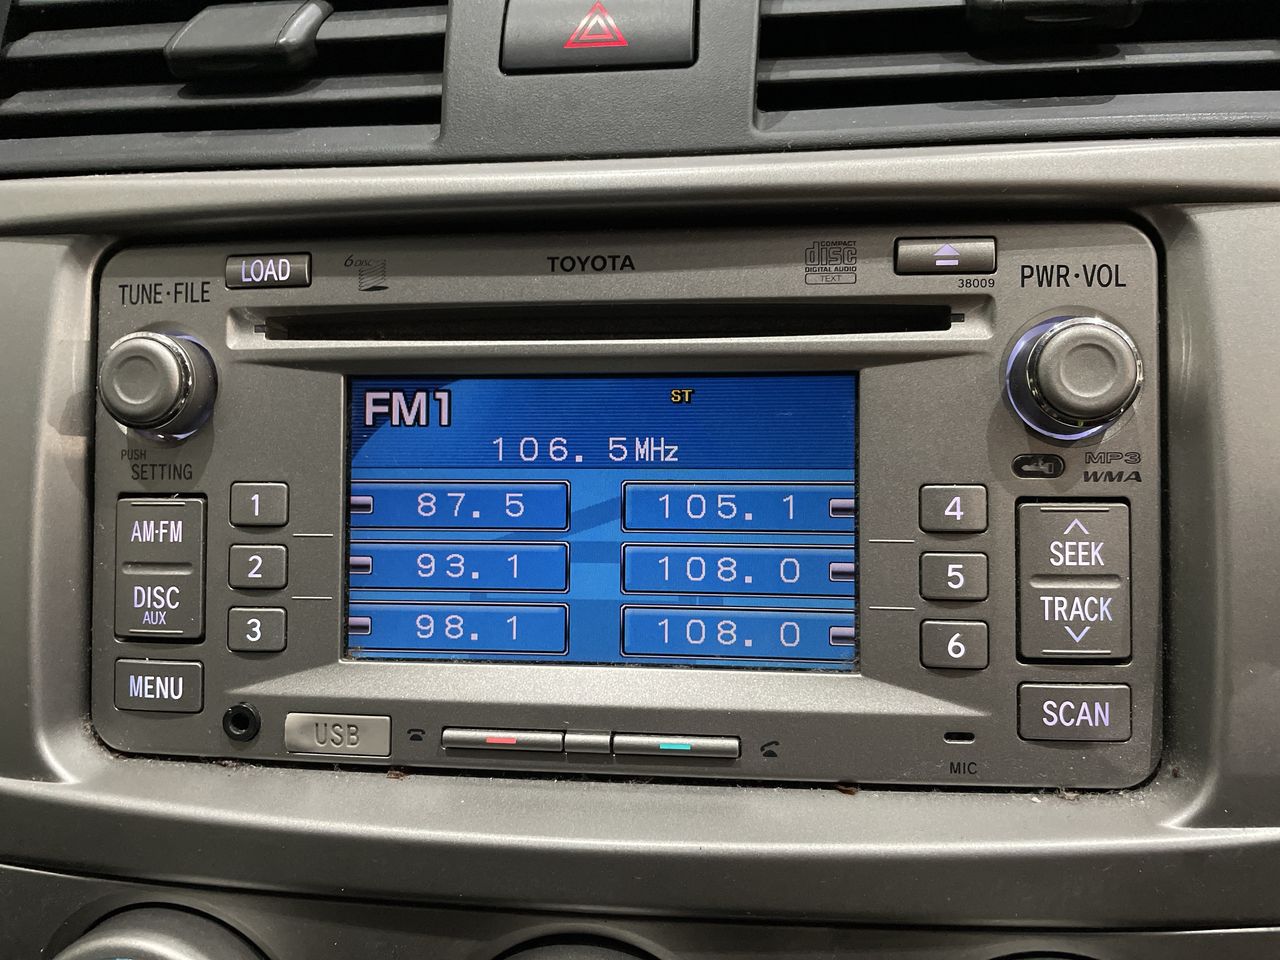 LOAD
6 DISC
TOYOTA
COMPACT
disc
DIGITAL AUDIO
TEXT
38009
TUNE·FILE
PWR·VOL
FM1
ST
106. 5MHz
PUSH
SETTING
MP3
WMA
1
87. 5
105. 1
4
AM·FM
SEEK
2
93. 1
108. 0
5
DISC
AUX
TRACK
3
98. 1
108. 0
6
MENU
SCAN
USB
MIC